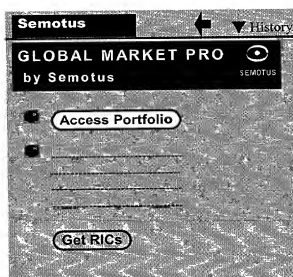 Semotus
History
GLOBAL MARKET PRO
by Semotus
SEMOTUS
Access Portfolio
Get RICs